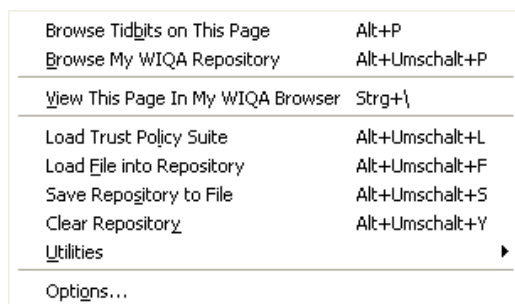 Browse Tidbits on This Page Alt+P
Browse My WIQA Repository Alt+Umschalt+P
View This Page In My WIQA Browser Strg+\
Load Trust Policy Suite Alt+Umschalt+L
Load File into Repository Alt+Umschalt+F
Save Repository to File Alt+Umschalt+S
Clear Repository Alt+Umschalt+Y
Utilities
Options...